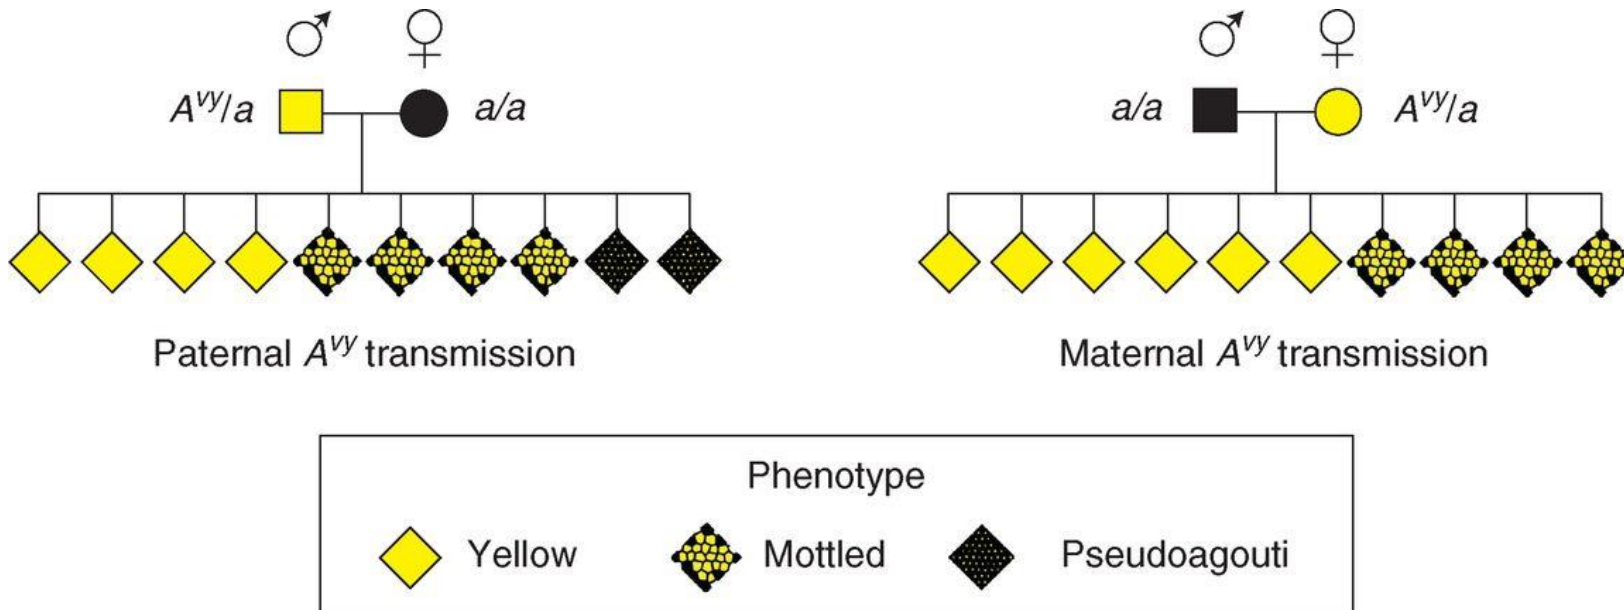 ♂ ♀ ♂ ♀
A^vy/a a/a a/a A^vy/a
Paternal A^vy transmission Maternal A^vy transmission
Phenotype
Yellow Mottled Pseudoagouti